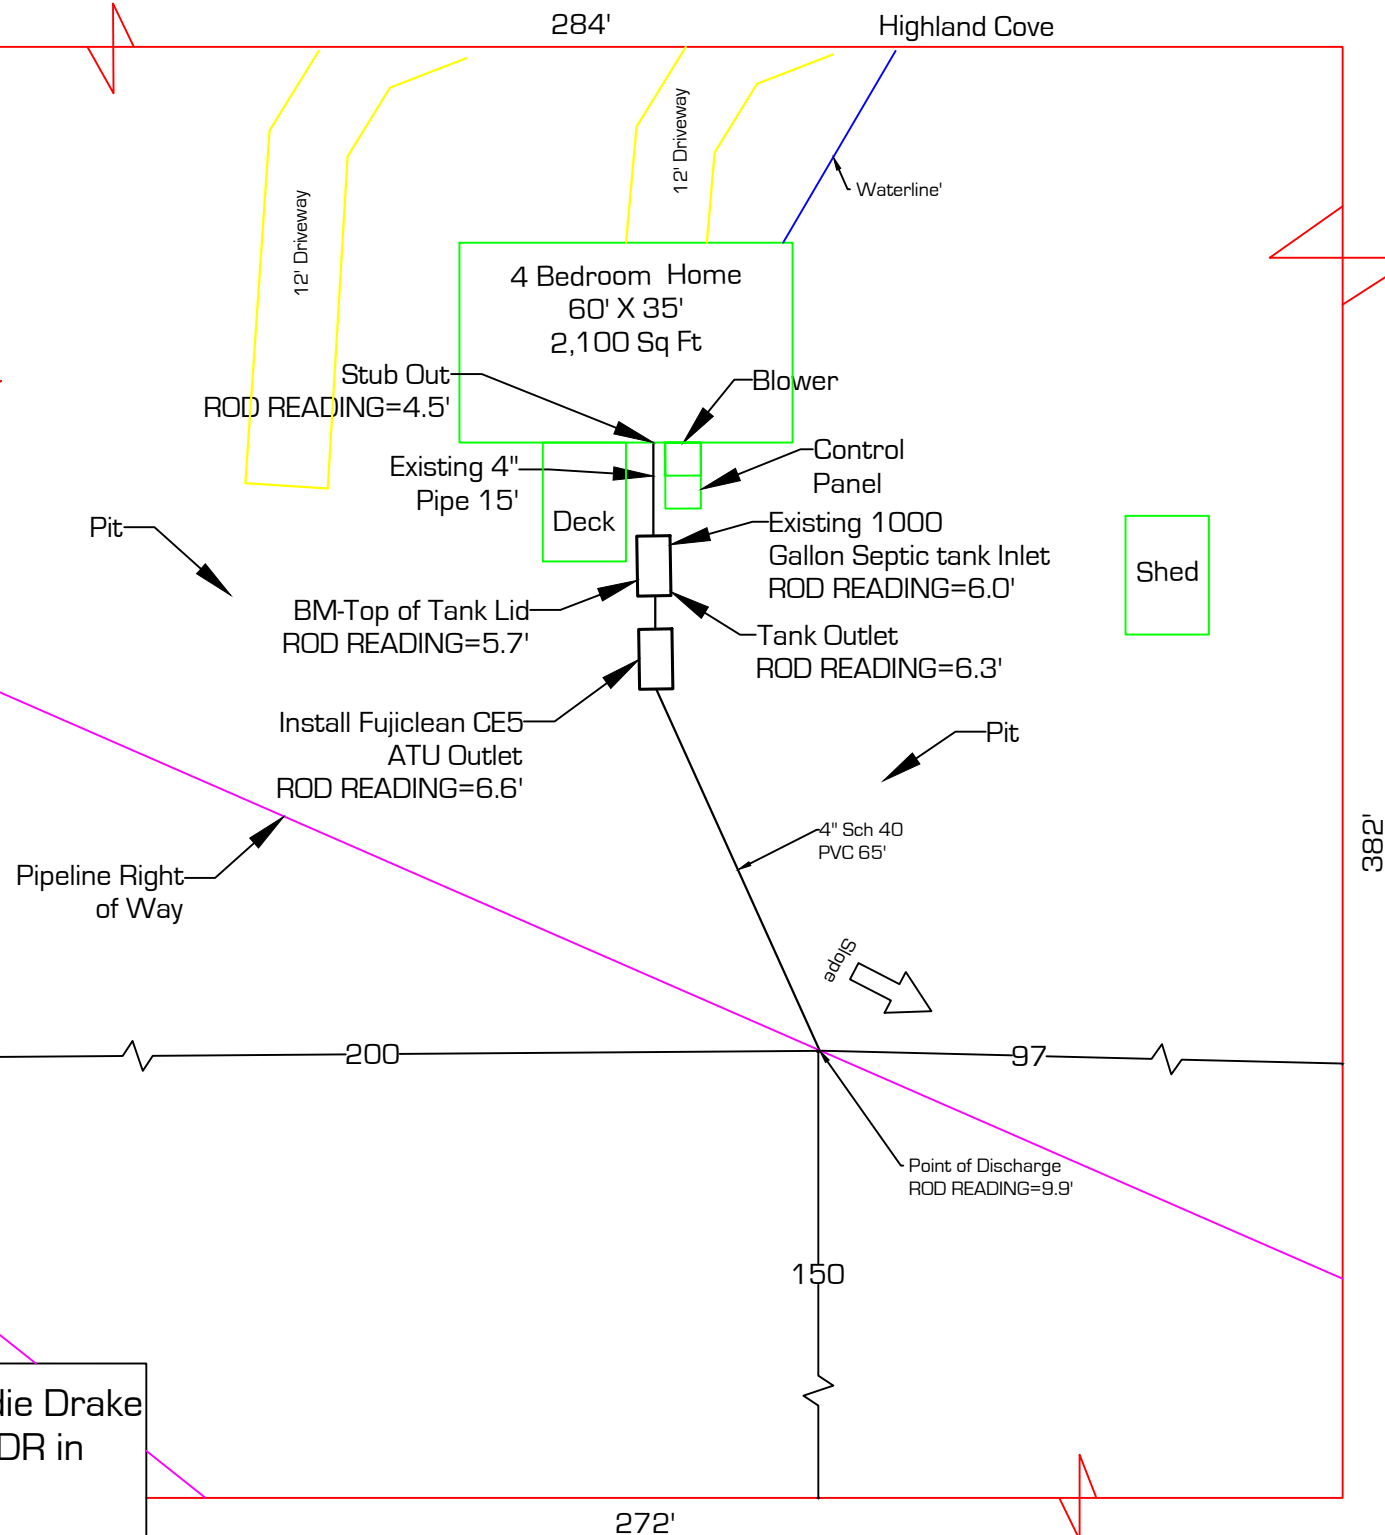 284'
Highland Cove
12' Driveway
12' Driveway
Waterline'
4 Bedroom Home
60' X 35'
2,100 Sq Ft
Stub Out
ROD READING=4.5'
Blower
Existing 4"
Pipe 15'
Control
Panel
Deck
Pit
Existing 1000
Gallon Septic tank Inlet
ROD READING=6.0'
Shed
BM-Top of Tank Lid
ROD READING=5.7'
Tank Outlet
ROD READING=6.3'
Install Fujiclean CE5
ATU Outlet
ROD READING=6.6'
Pit
4" Sch 40
PVC 65'
382'
Pipeline Right
of Way
Slope
200
97
Point of Discharge
ROD READING=9.9'
150
die Drake
DR in
272'